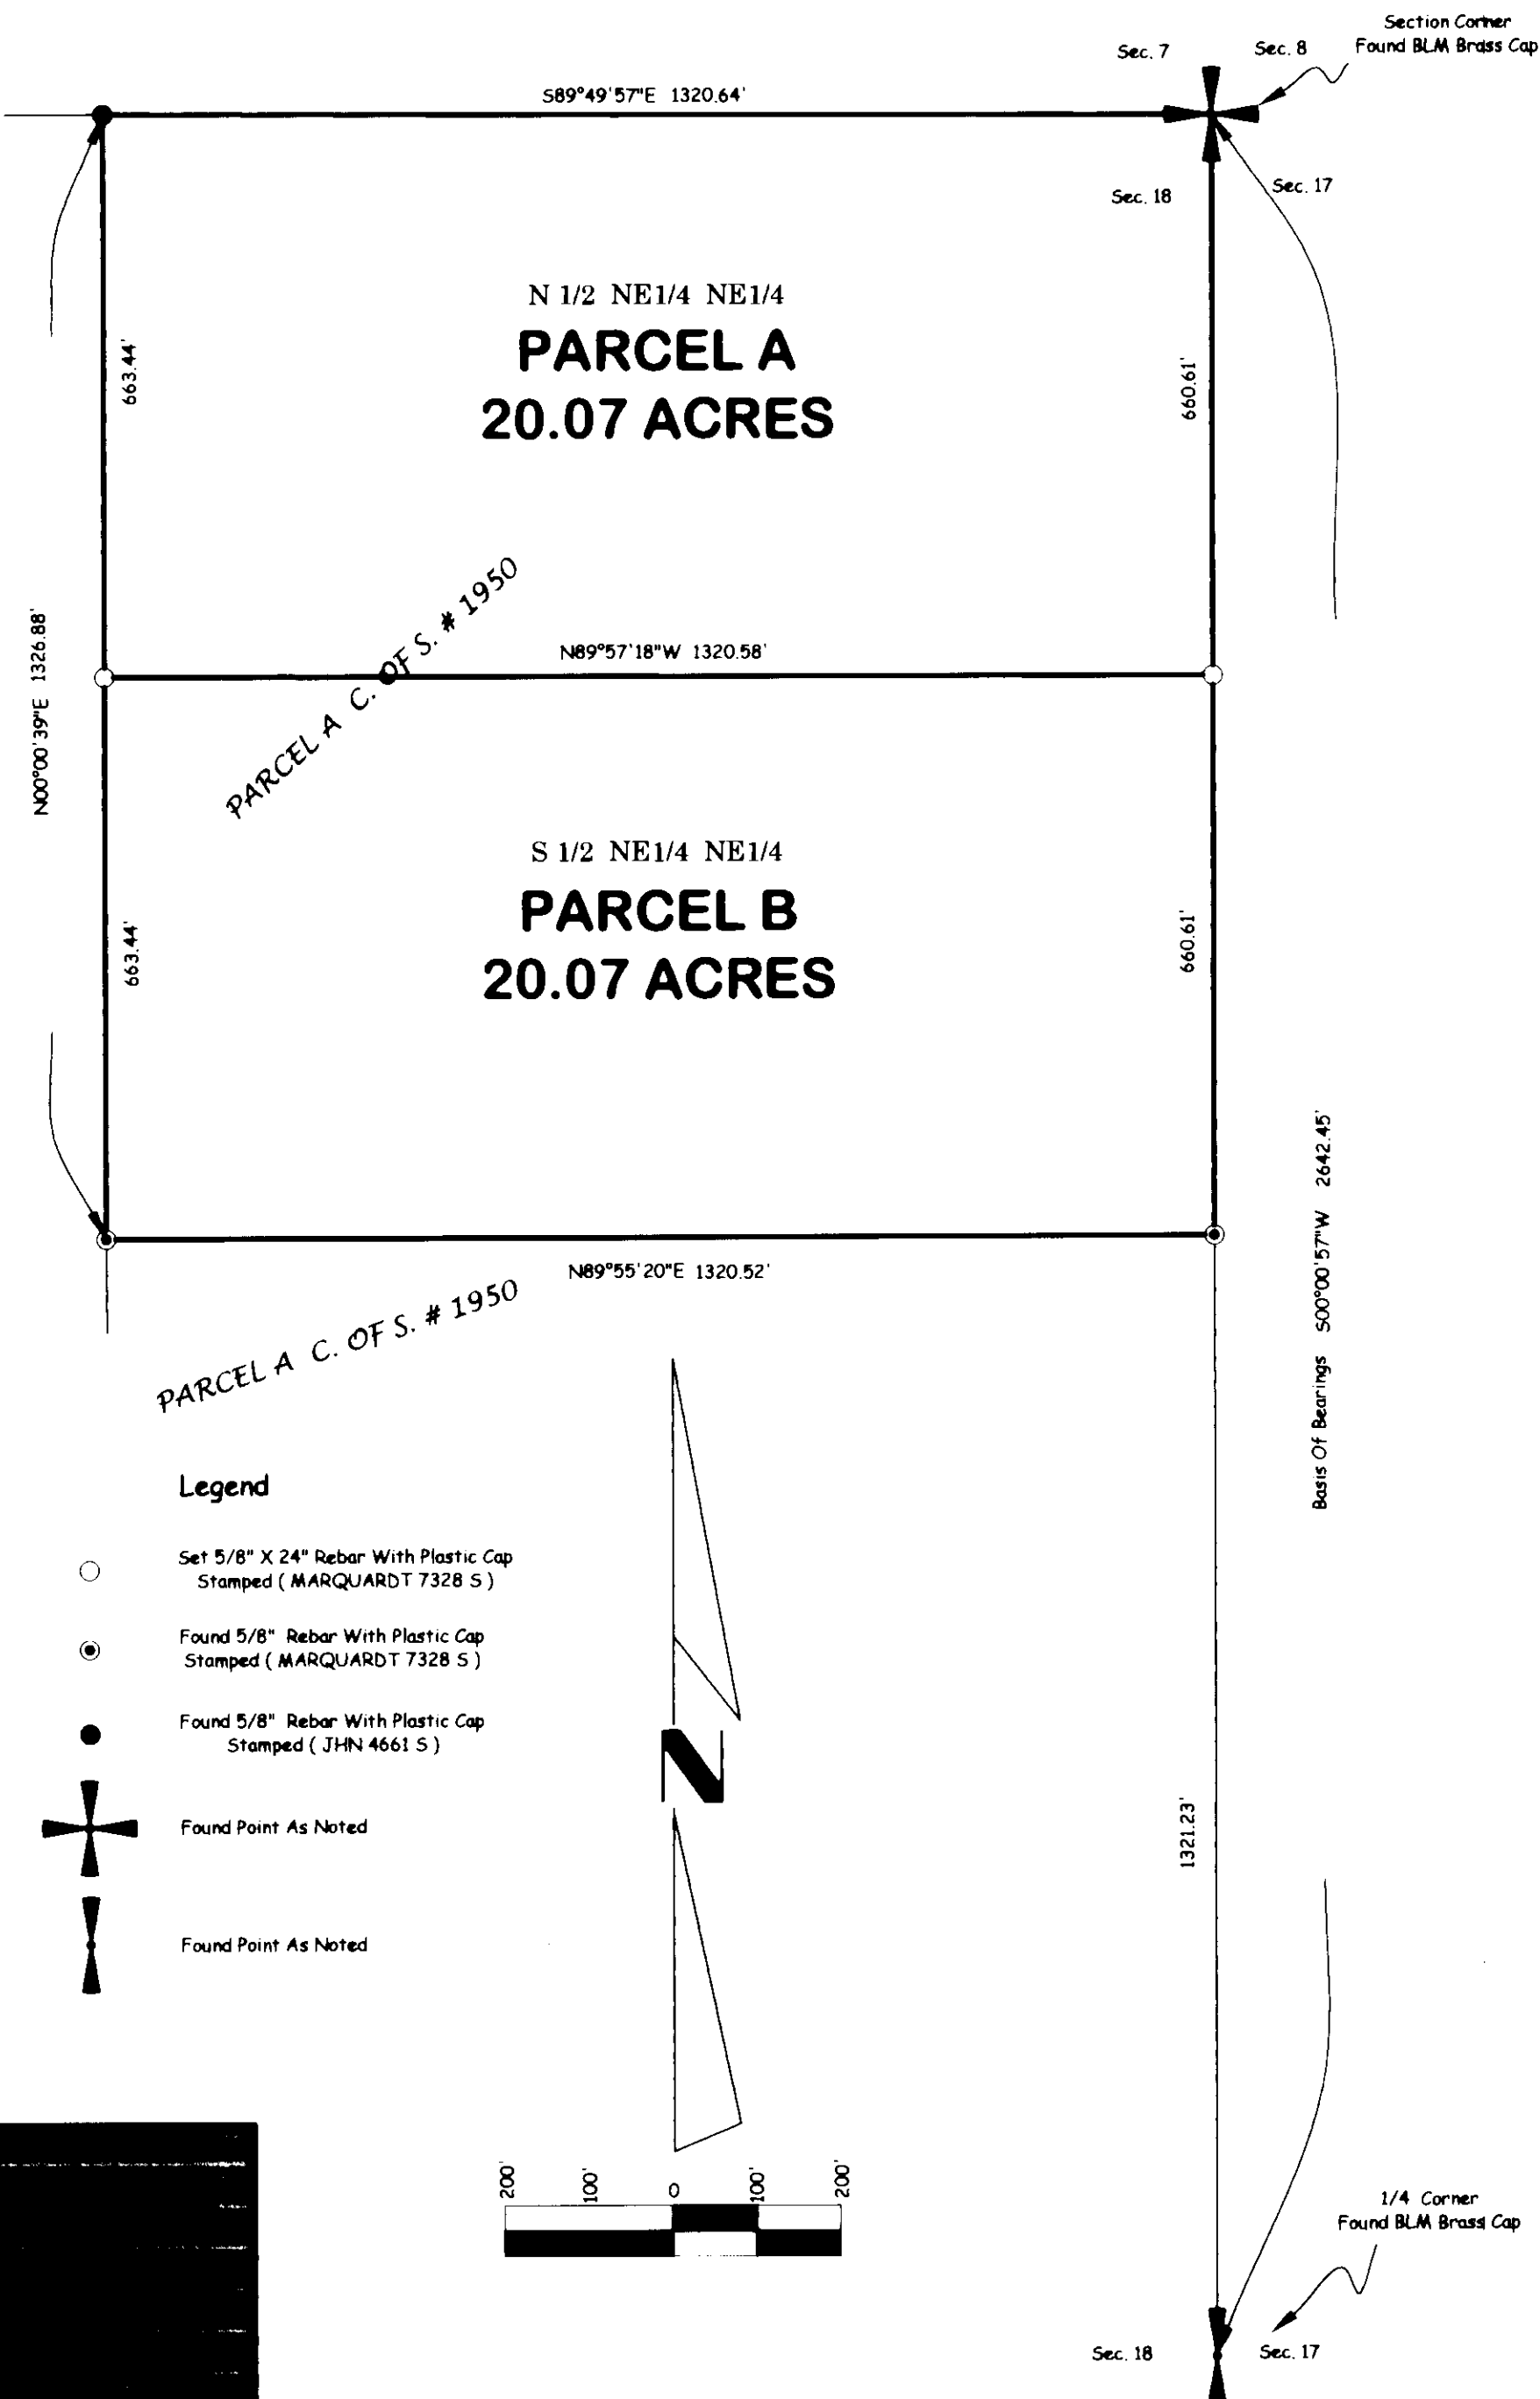 Section Corner
Found BLM Brass Cap
Sec. 7
Sec. 8
S89°49'57"E 1320.64'
Sec. 18
Sec. 17
N 1/2 NE1/4 NE1/4
PARCEL A
20.07 ACRES
663.44'
660.61'
N00°00'39"E 1326.88'
PARCEL A C. OF S. # 1950
N89°57'18"W 1320.58'
S 1/2 NE1/4 NE1/4
PARCEL B
20.07 ACRES
663.44'
660.61'
N89°55'20"E 1320.52'
Basis Of Bearings S00°00'57"W 2642.45'
PARCEL A C. OF S. # 1950
Legend
Set 5/8" X 24" Rebar With Plastic Cap
Stamped ( MARQUARDT 7328 S )
Found 5/8" Rebar With Plastic Cap
Stamped ( MARQUARDT 7328 S )
Found 5/8" Rebar With Plastic Cap
Stamped ( JHN 4661 S )
Found Point As Noted
Found Point As Noted
N
1321.23'
200' 100' 0 100' 200'
1/4 Corner
Found BLM Brass Cap
Sec. 18
Sec. 17